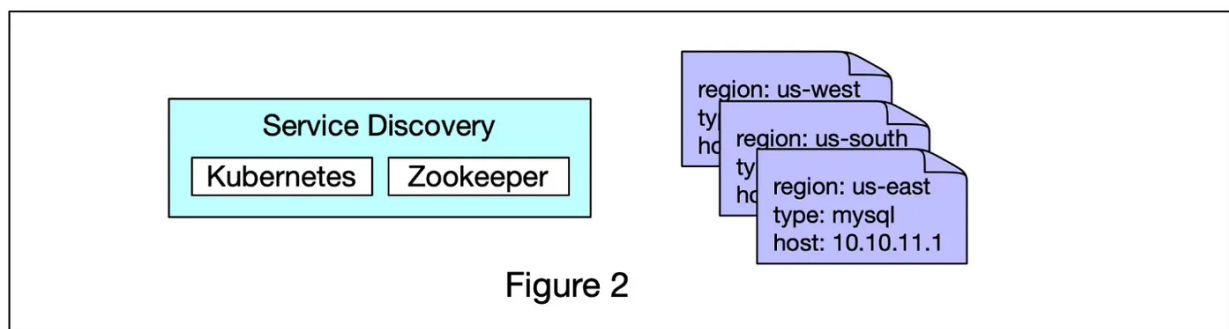 Service Discovery
Kubernetes Zookeeper
region: us-west
region: us-south
region: us-east
type: mysql
host: 10.10.11.1
Figure 2